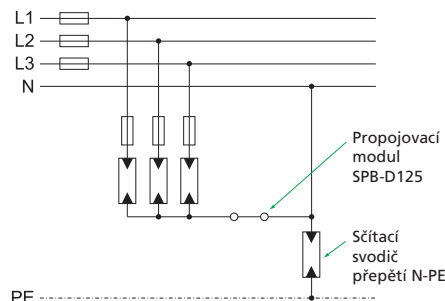 L1
L2
L3
N
Propojovací
modul
SPB-D125
Sčítací
svodič
přepětí N-PE
PE